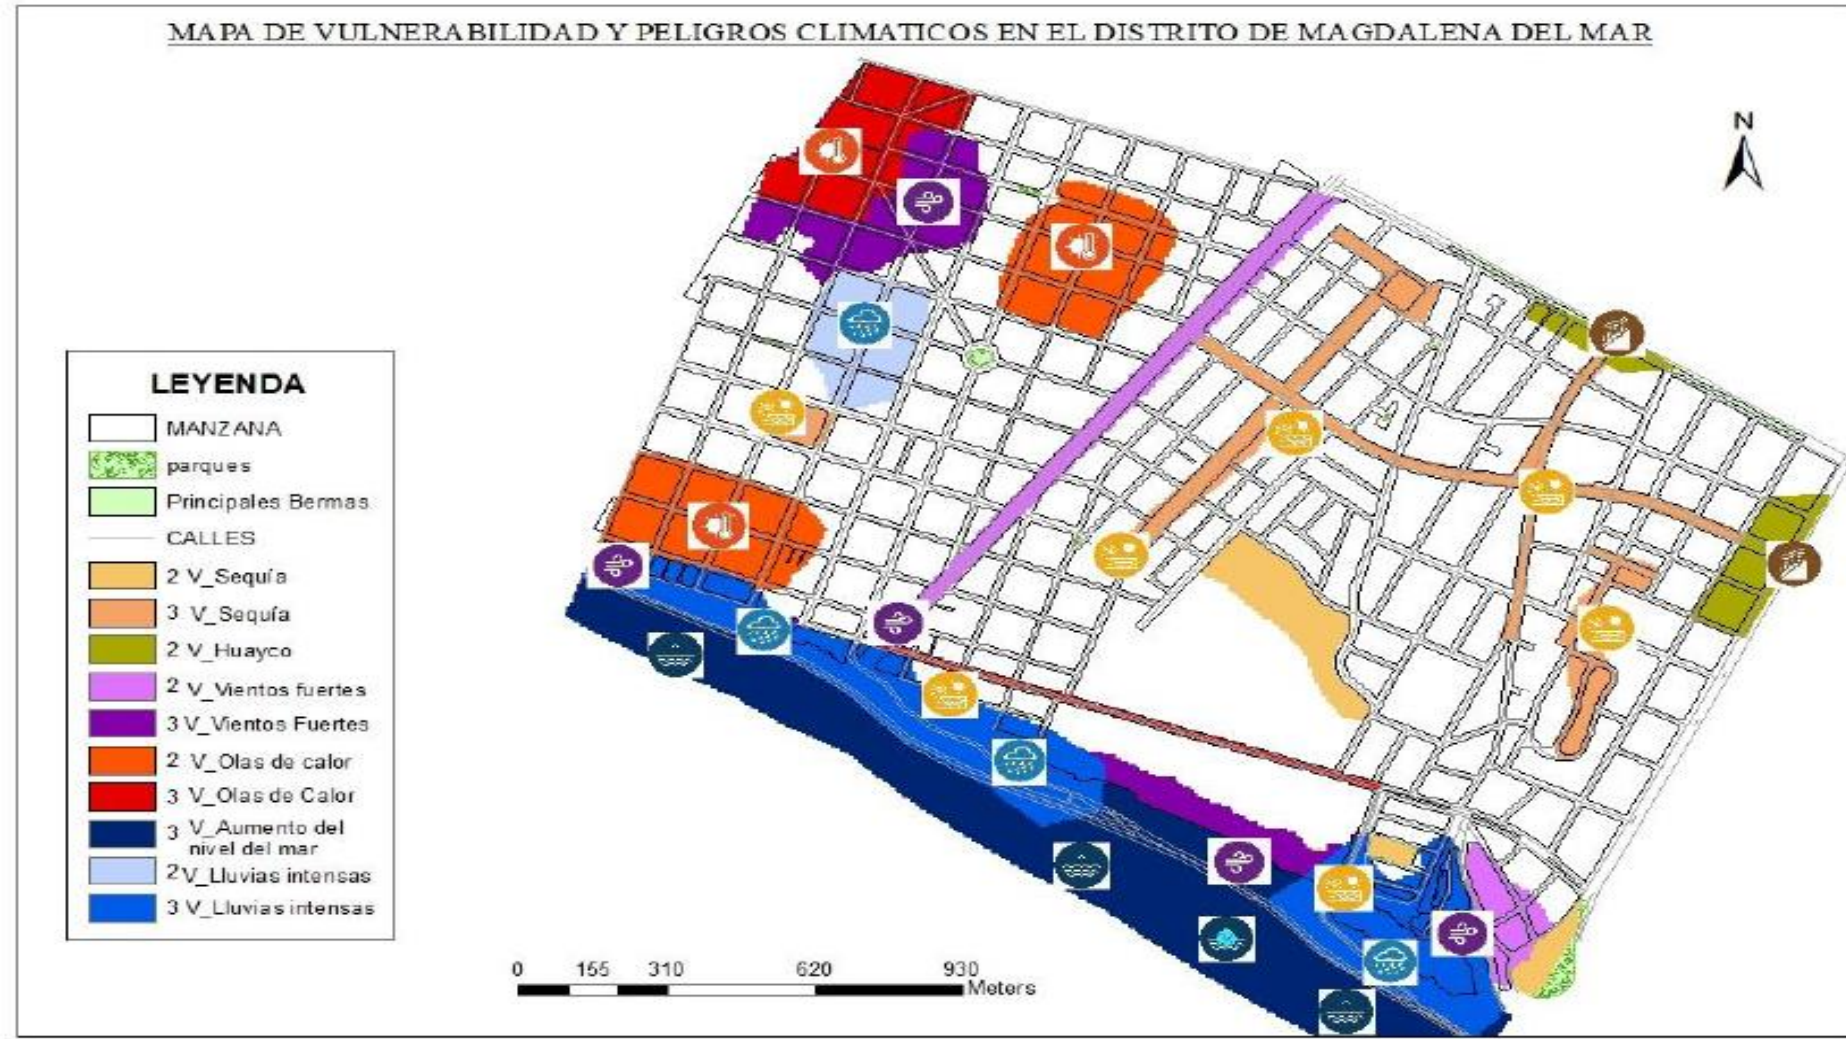 MAPA DE VULNERABILIDAD Y PELIGROS CLIMATICOS EN EL DISTRITO DE MAGDALENA DEL MAR
N
LEYENDA
MANZANA
parques
Principales Bermas
CALLES
2 V_Sequía
3 V_Sequía
2 V_Huayco
2 V_Vientos fuertes
3 V_Vientos Fuertes
2 V_Olas de calor
3 V_Olas de Calor
3 V_Aumento del
nivel del mar
2 V_Lluvias intensas
3 V_Lluvias intensas
0 155 310 620 930
Meters